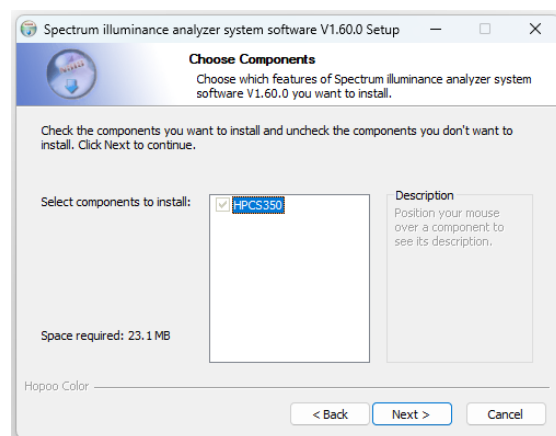 Spectrum illuminance analyzer system software V1.60.0 Setup
Choose Components
Choose which features of Spectrum illuminance analyzer system
software V1.60.0 you want to install.
Check the components you want to install and uncheck the components you don't want to
install. Click Next to continue.
Select components to install:
HPCS350
Description
Position your mouse
over a component to
see its description.
Space required: 23.1 MB
Hopoo Color
< Back
Next >
Cancel